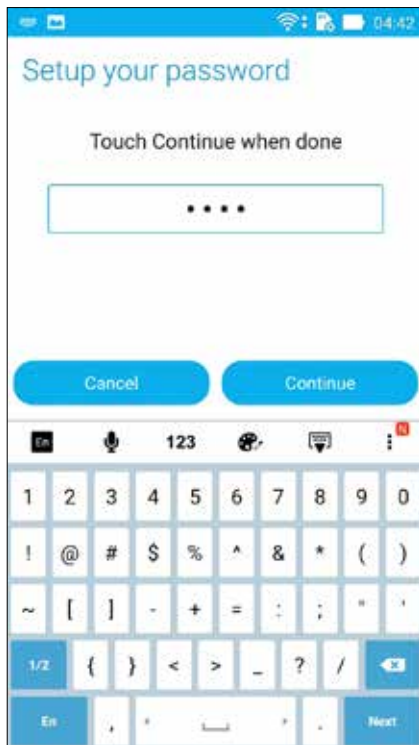 04:42
Setup your password
Touch Continue when done
••••
Cancel Continue
En 123 N
1 2 3 4 5 6 7 8 9 0
! @ # $ % ^ & * ( )
~ [ ] - + = : ; " '
1/2 { } < > _ ? /
En , . Next